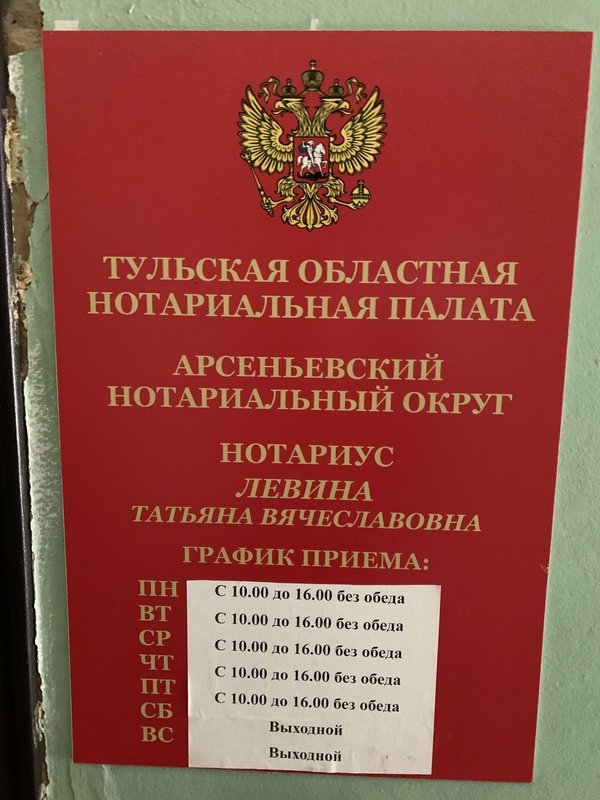 ТУЛЬСКАЯ ОБЛАСТНАЯ
НОТАРИАЛЬНАЯ ПАЛАТА
АРСЕНЬЕВСКИЙ
НОТАРИАЛЬНЫЙ ОКРУГ
НОТАРИУС
ЛЕВИНА
ТАТЬЯНА ВЯЧЕСЛАВОВНА
ГРАФИК ПРИЕМА:
ПН С 10.00 до 16.00 без обеда
ВТ С 10.00 до 16.00 без обеда
СР С 10.00 до 16.00 без обеда
ЧТ С 10.00 до 16.00 без обеда
ПТ С 10.00 до 16.00 без обеда
СБ Выходной
ВС Выходной